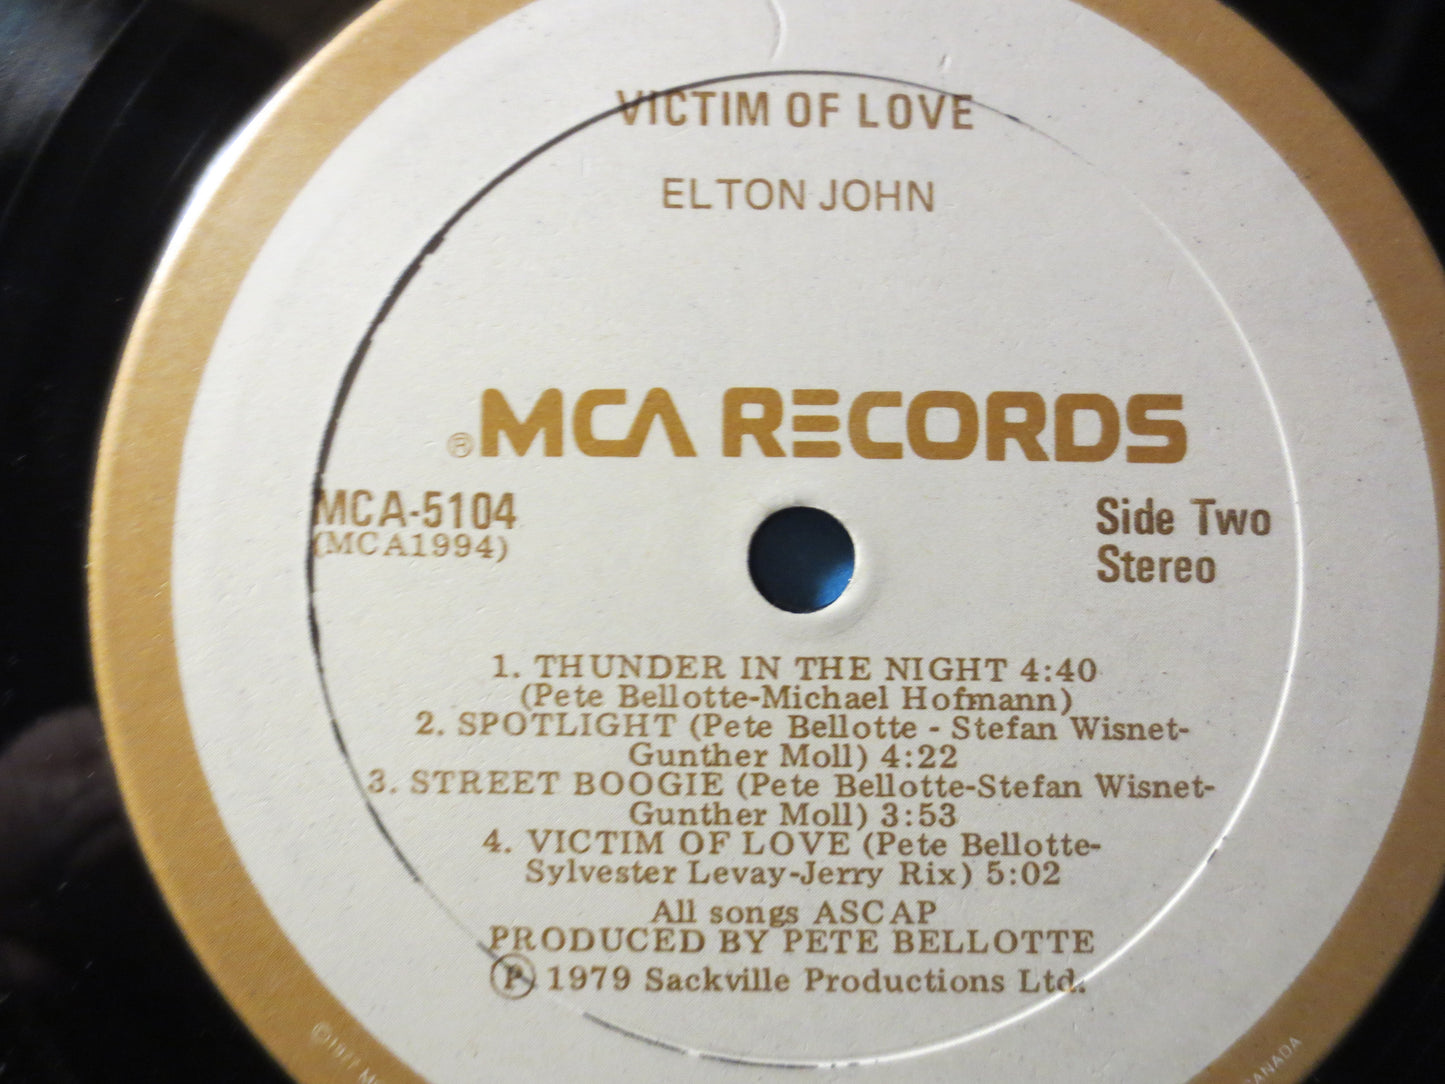 VICTIM OF LOVE
ELTON JOHN
®MCA RECORDS
MCA-5104
(MCA1994)
Side Two
Stereo
1. THUNDER IN THE NIGHT 4:40
(Pete Bellotte-Michael Hofmann)
2. SPOTLIGHT (Pete Bellotte - Stefan Wisnet-
Gunther Moll) 4:22
3. STREET BOOGIE (Pete Bellotte-Stefan Wisnet-
Gunther Moll) 3:53
4. VICTIM OF LOVE (Pete Bellotte-
Sylvester Levay-Jerry Rix) 5:02
All songs ASCAP
PRODUCED BY PETE BELLOTTE
Ⓟ 1979 Sackville Productions Ltd.
©1977
CANADA